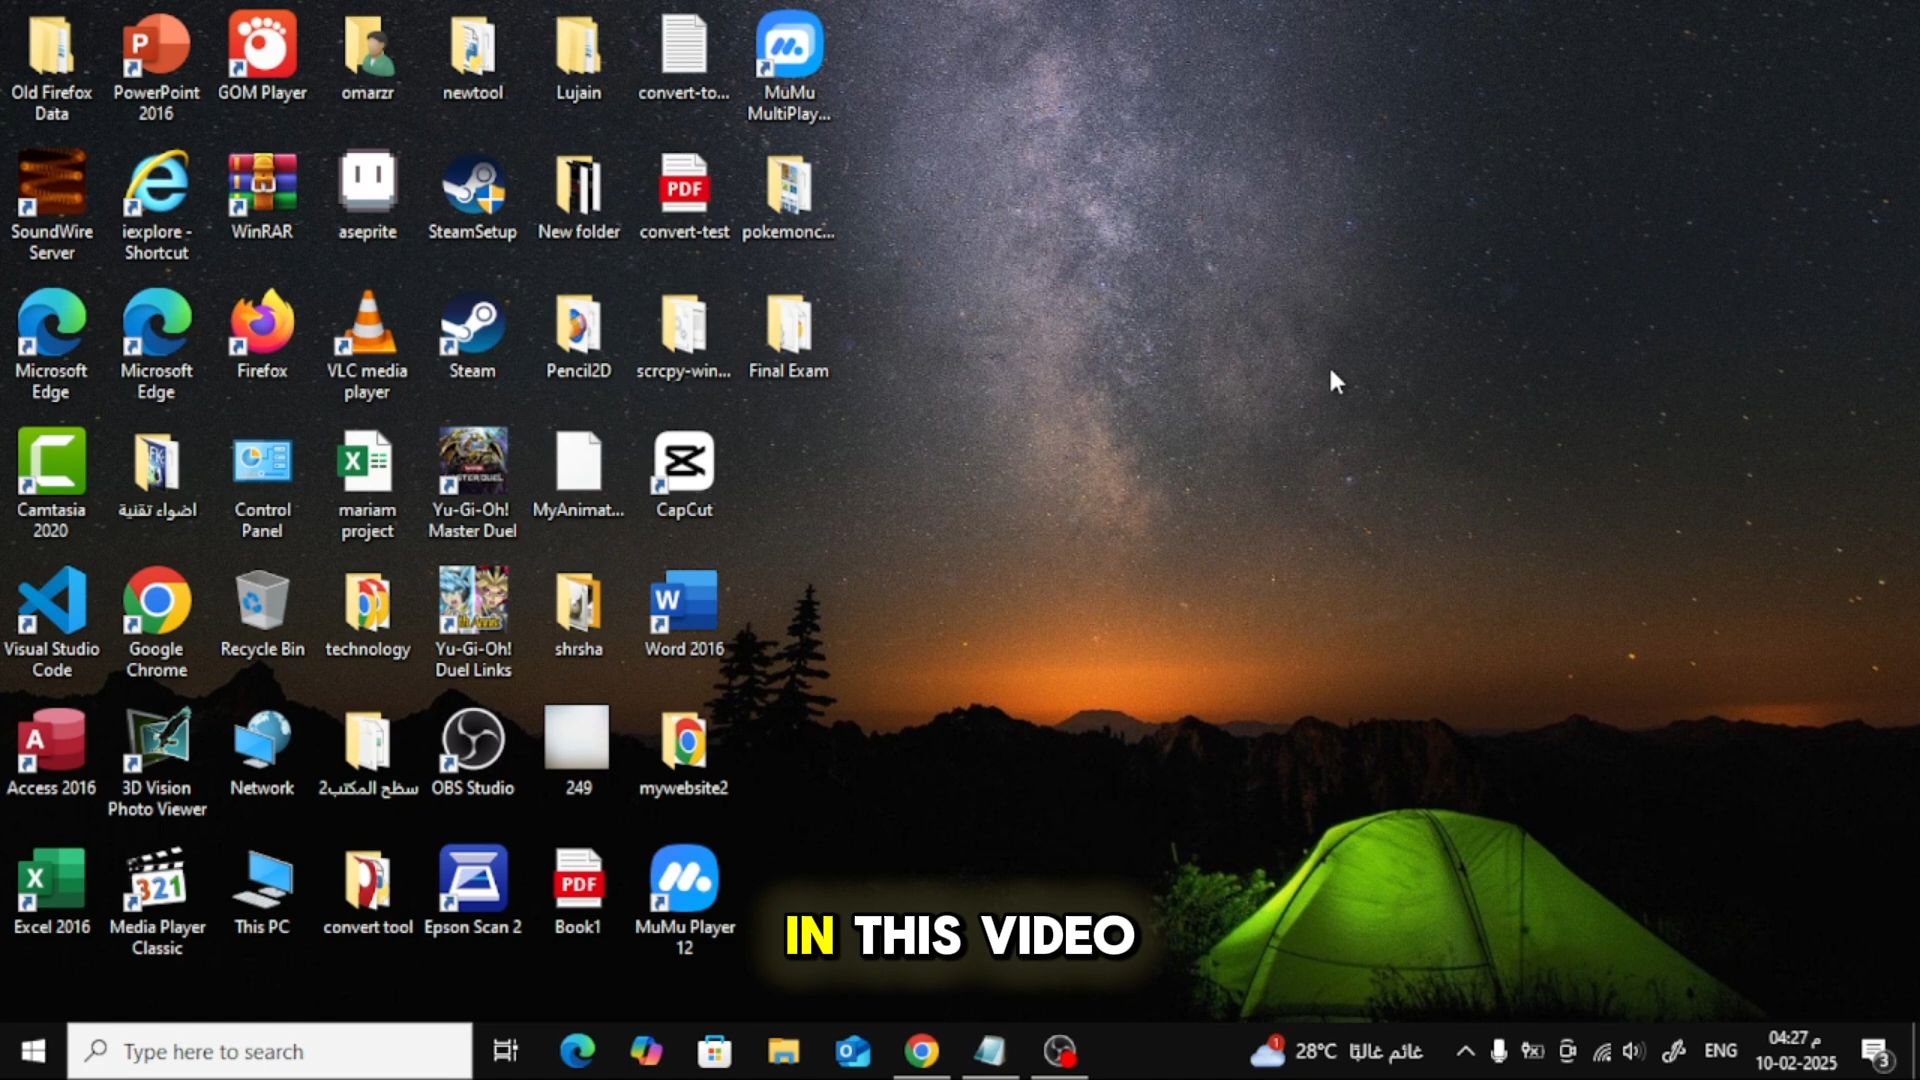 Old Firefox
Data
PowerPoint
2016
GOM Player
omarzr
newtool
Lujain
convert-to...
MuMu
MultiPlay...
SoundWire
Server
iexplore -
Shortcut
WinRAR
aseprite
SteamSetup
New folder
PDF
convert-test
pokemonc...
Microsoft
Edge
Microsoft
Edge
Firefox
VLC media
player
Steam
Pencil2D
scrcpy-win...
Final Exam
Camtasia
2020
اضواء تقنية
Control
Panel
mariam
project
Yu-Gi-Oh!
Master Duel
MyAnimat...
CapCut
Visual Studio
Code
Google
Chrome
Recycle Bin
technology
Yu-Gi-Oh!
Duel Links
shrsha
Word 2016
Access 2016
3D Vision
Photo Viewer
Network
سطح المكتب2
OBS Studio
249
mywebsite2
Excel 2016
321
Media Player
Classic
This PC
convert tool
Epson Scan 2
PDF
Book1
MuMu Player
12
IN THIS VIDEO
Type here to search
1
28°C غائم غالبًا
ENG
04:27 م
10-02-2025
3